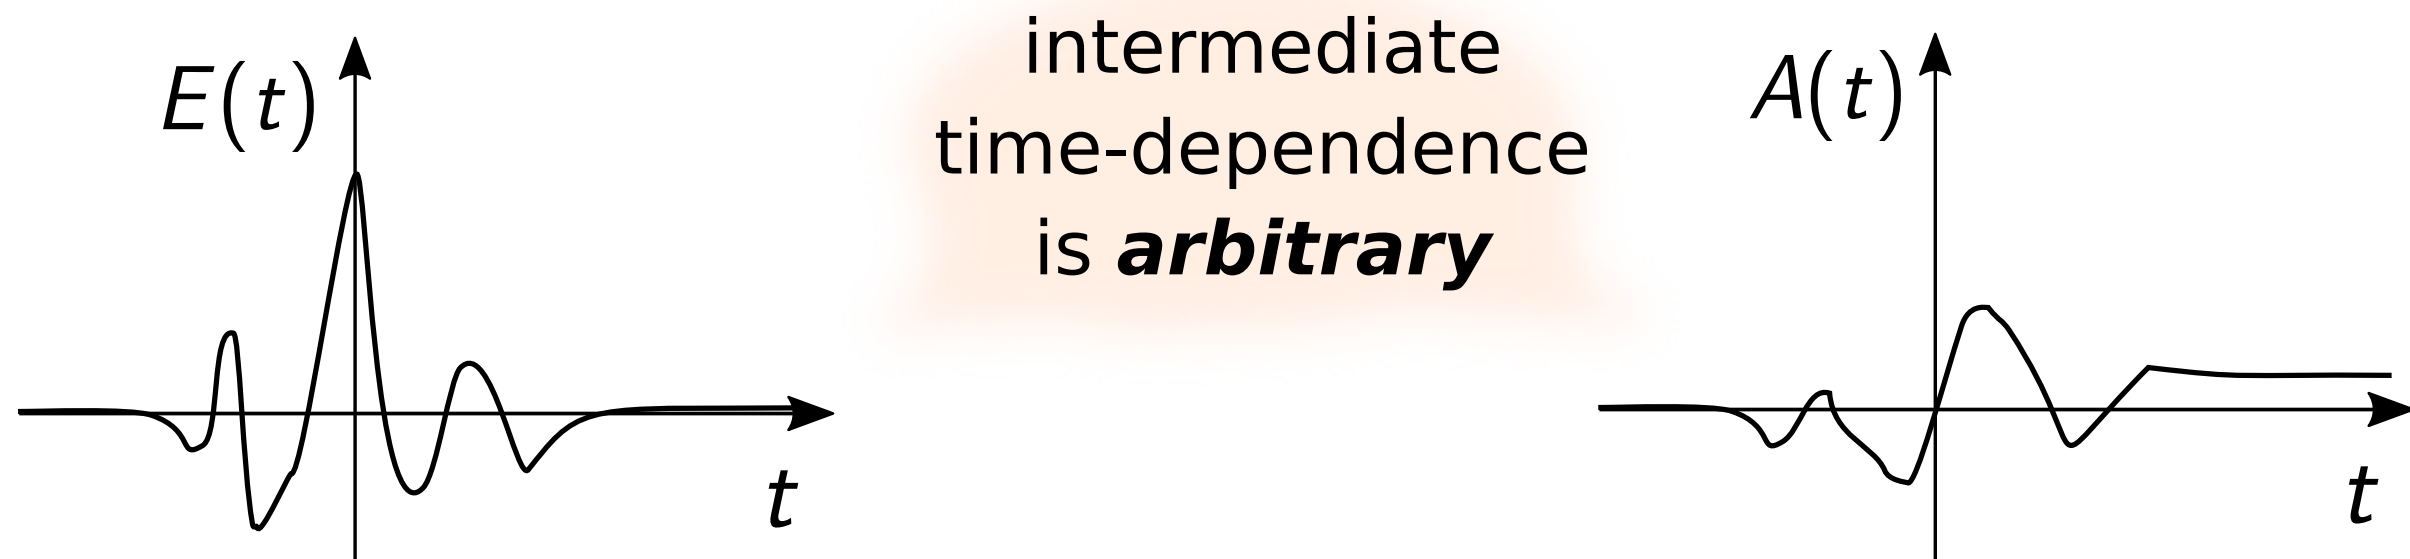 E(t)
t
intermediate
time-dependence
is arbitrary
A(t)
t